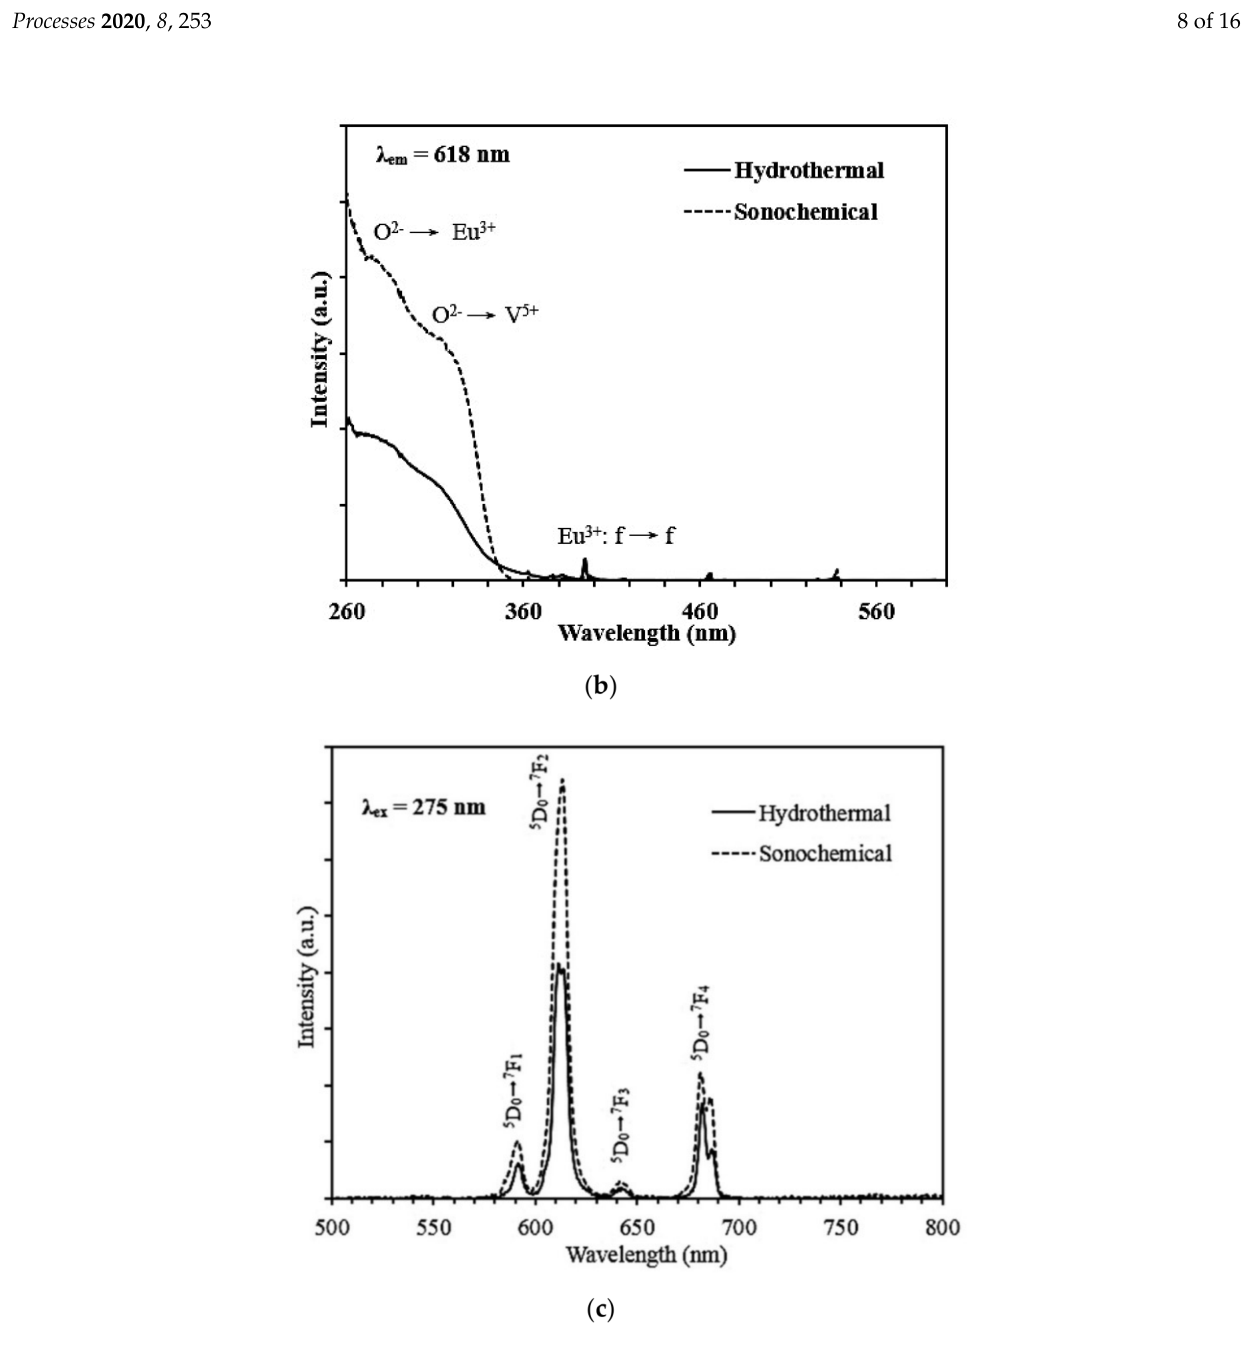 Processes 2020, 8, 253
8 of 16
λem = 618 nm
Hydrothermal
Sonochemical
O2- → Eu3+
O2- → V5+
Intensity (a.u.)
Eu3+: f → f
260 360 460 560
Wavelength (nm)
(b)
5D0→7F2
λex = 275 nm
Hydrothermal
Sonochemical
Intensity (a.u.)
5D0→7F4
5D0→7F1
5D0→7F3
500 550 600 650 700 750 800
Wavelength (nm)
(c)